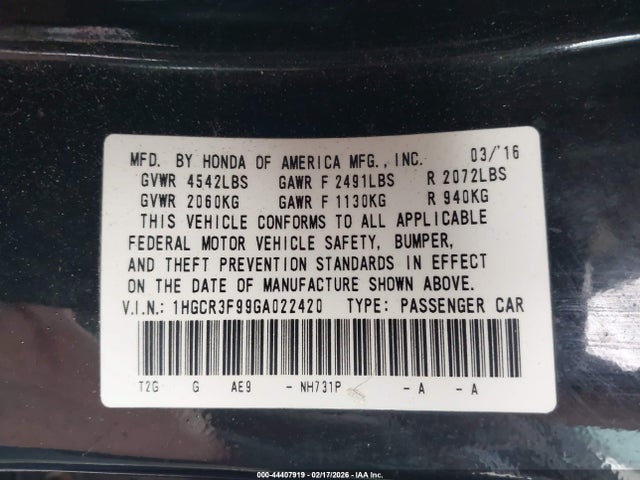 MFD. BY HONDA OF AMERICA MFG., INC. 03/'16
GVWR 4542LBS GAWR F 2491LBS R 2072LBS
GVWR 2060KG GAWR F 1130KG R 940KG
THIS VEHICLE CONFORMS TO ALL APPLICABLE
FEDERAL MOTOR VEHICLE SAFETY, BUMPER,
AND THEFT PREVENTION STANDARDS IN EFFECT
ON THE DATE OF MANUFACTURE SHOWN ABOVE.
V.I.N.: 1HGCR3F99GA022420 TYPE: PASSENGER CAR
T2G G AE9 - NH731P - A - A
000-44407919 - 02/17/2026 - IAA Inc.